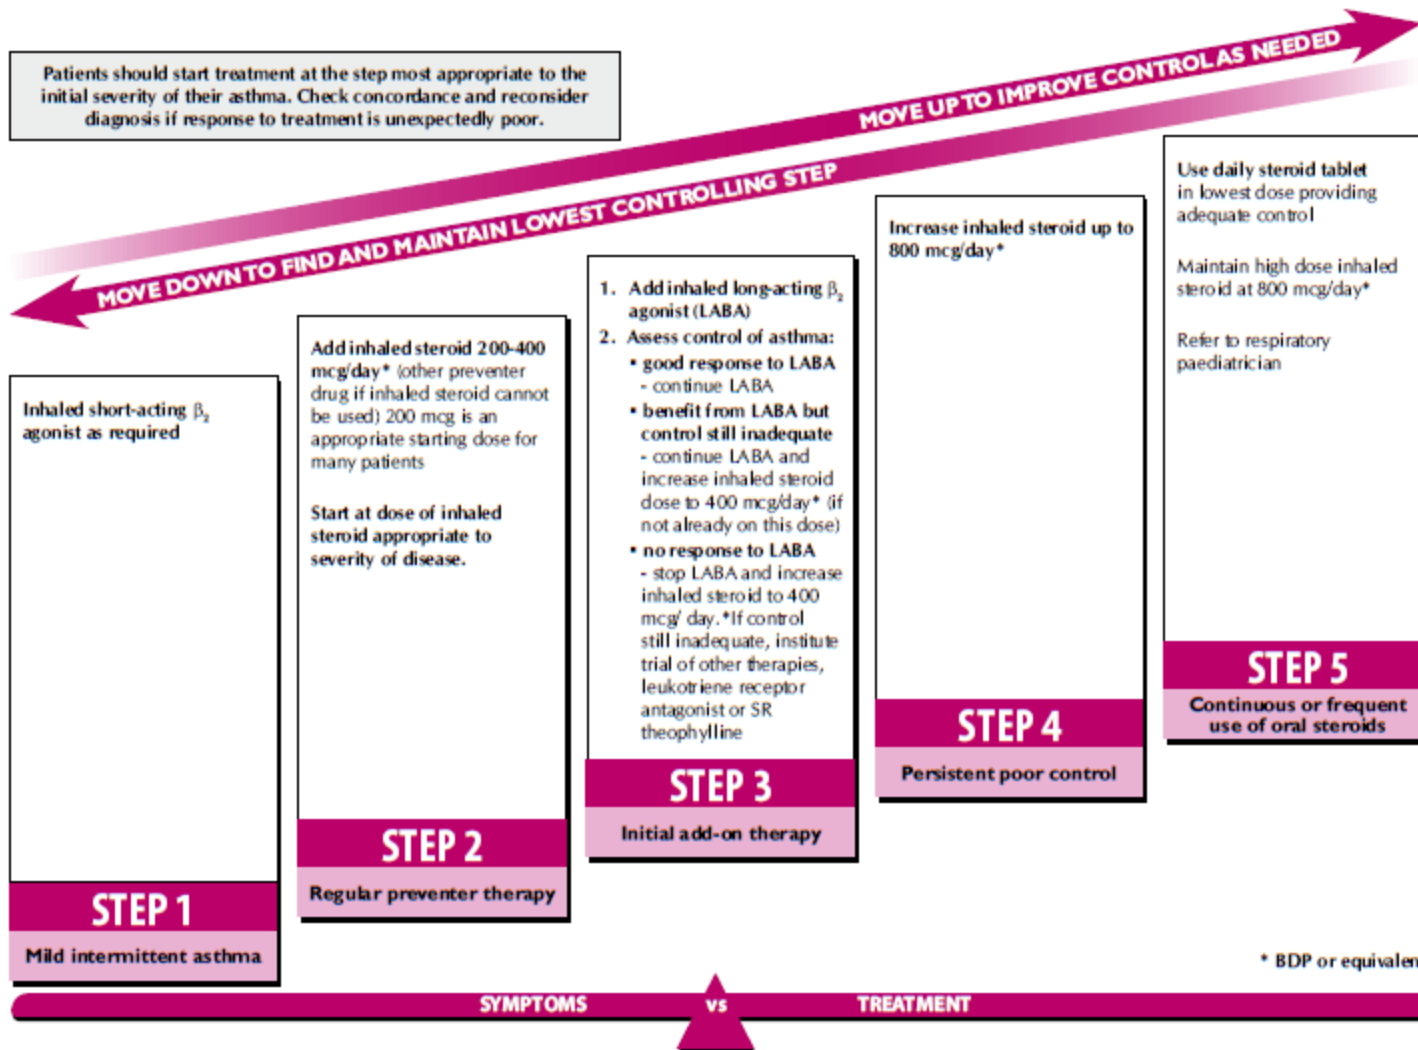 Patients should start treatment at the step most appropriate to the
initial severity of their asthma. Check concordance and reconsider
diagnosis if response to treatment is unexpectedly poor.
MOVE UP TO IMPROVE CONTROL AS NEEDED
MOVE DOWN TO FIND AND MAINTAIN LOWEST CONTROLLING STEP
Inhaled short-acting β₂
agonist as required
STEP 1
Mild intermittent asthma
Add inhaled steroid 200-400
mcg/day* (other preventer
drug if inhaled steroid cannot
be used) 200 mcg is an
appropriate starting dose for
many patients
Start at dose of inhaled
steroid appropriate to
severity of disease.
STEP 2
Regular preventer therapy
1. Add inhaled long-acting β₂
agonist (LABA)
2. Assess control of asthma:
▪ good response to LABA
- continue LABA
▪ benefit from LABA but
control still inadequate
- continue LABA and
increase inhaled steroid
dose to 400 mcg/day* (if
not already on this dose)
▪ no response to LABA
- stop LABA and increase
inhaled steroid to 400
mcg/ day.*If control
still inadequate, institute
trial of other therapies,
leukotriene receptor
antagonist or SR
theophylline
STEP 3
Initial add-on therapy
Increase inhaled steroid up to
800 mcg/day*
STEP 4
Persistent poor control
Use daily steroid tablet
in lowest dose providing
adequate control
Maintain high dose inhaled
steroid at 800 mcg/day*
Refer to respiratory
paediatrician
STEP 5
Continuous or frequent
use of oral steroids
* BDP or equivalen
SYMPTOMS vs TREATMENT